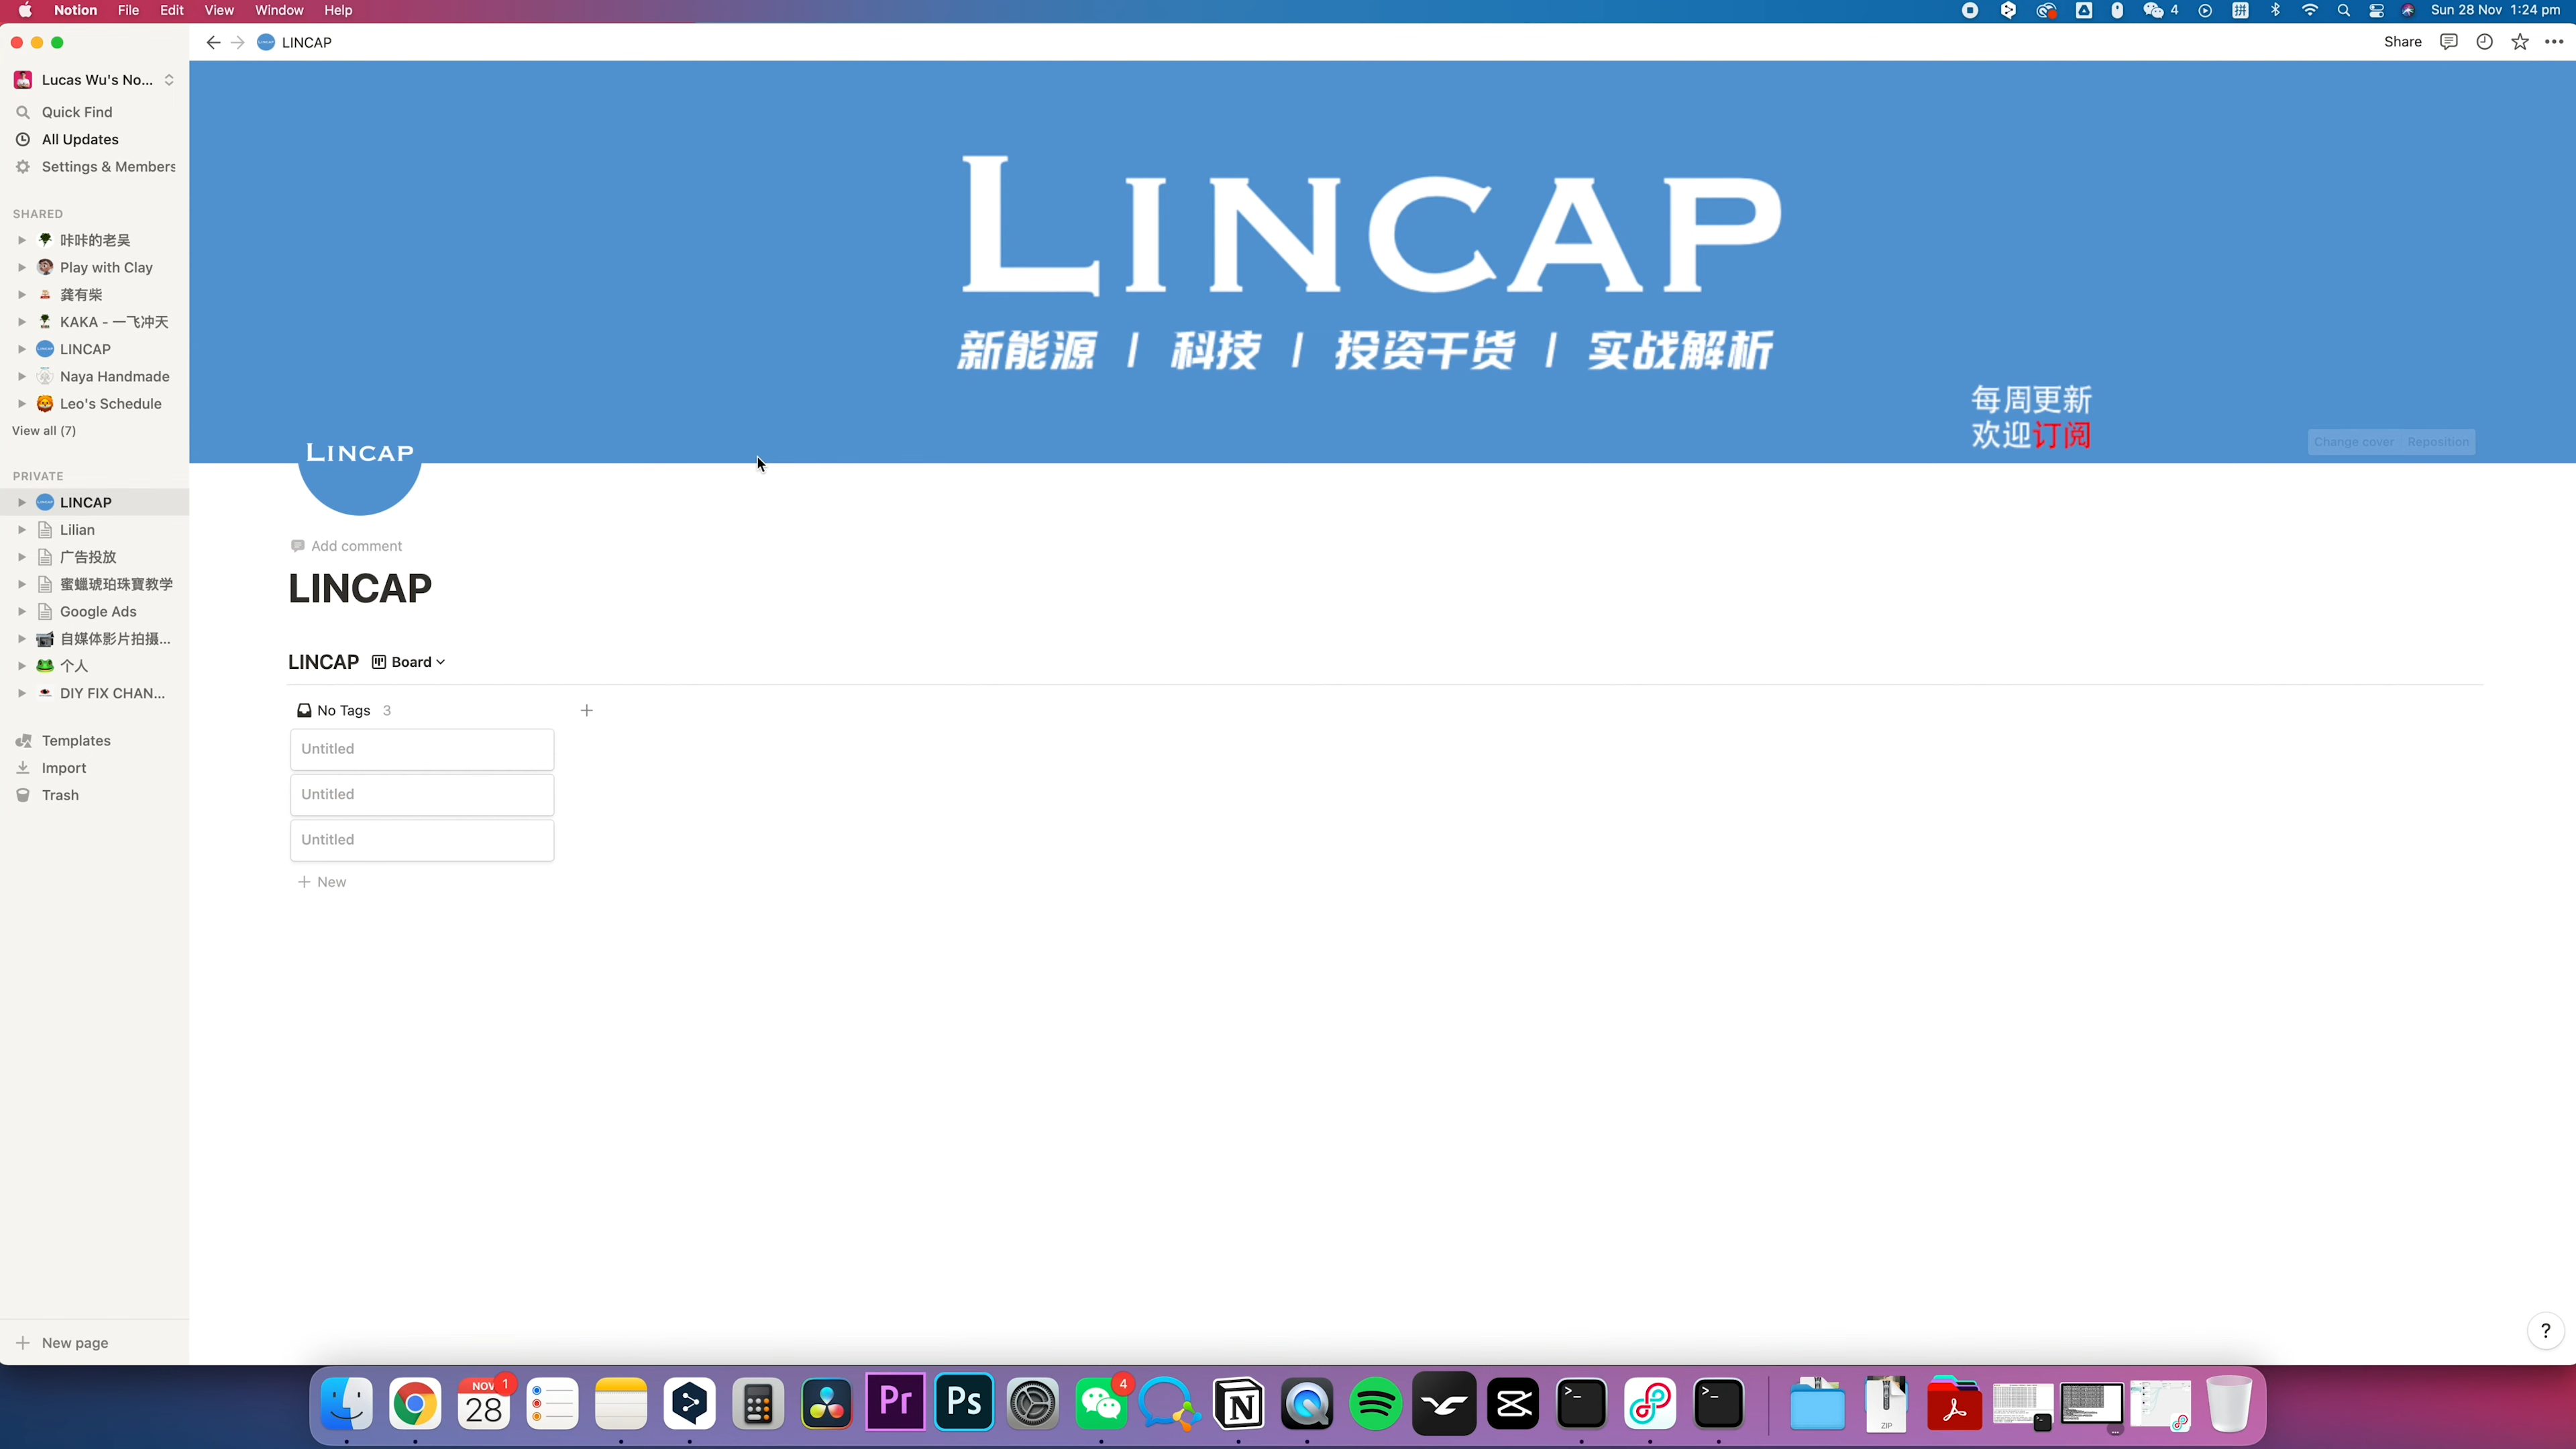 Notion File Edit View Window Help
4 Sun 28 Nov 1:24 pm
LINCAP
Share
Lucas Wu's No...
Quick Find
All Updates
Settings & Members
SHARED
咔咔的老吴
Play with Clay
龚有柴
KAKA - 一飞冲天
LINCAP
Naya Handmade
Leo's Schedule
View all (7)
PRIVATE
LINCAP
Lilian
广告投放
蜜蠟琥珀珠寶教学
Google Ads
自媒体影片拍摄...
个人
DIY FIX CHAN...
Templates
Import
Trash
New page
LINCAP
新能源 / 科技 / 投资干货 / 实战解析
每周更新
欢迎订阅
Change cover Reposition
LINCAP
Add comment
LINCAP
LINCAP Board
No Tags 3
Untitled
Untitled
Untitled
New
?
NOV 1
28
Pr
Ps
4
ZIP